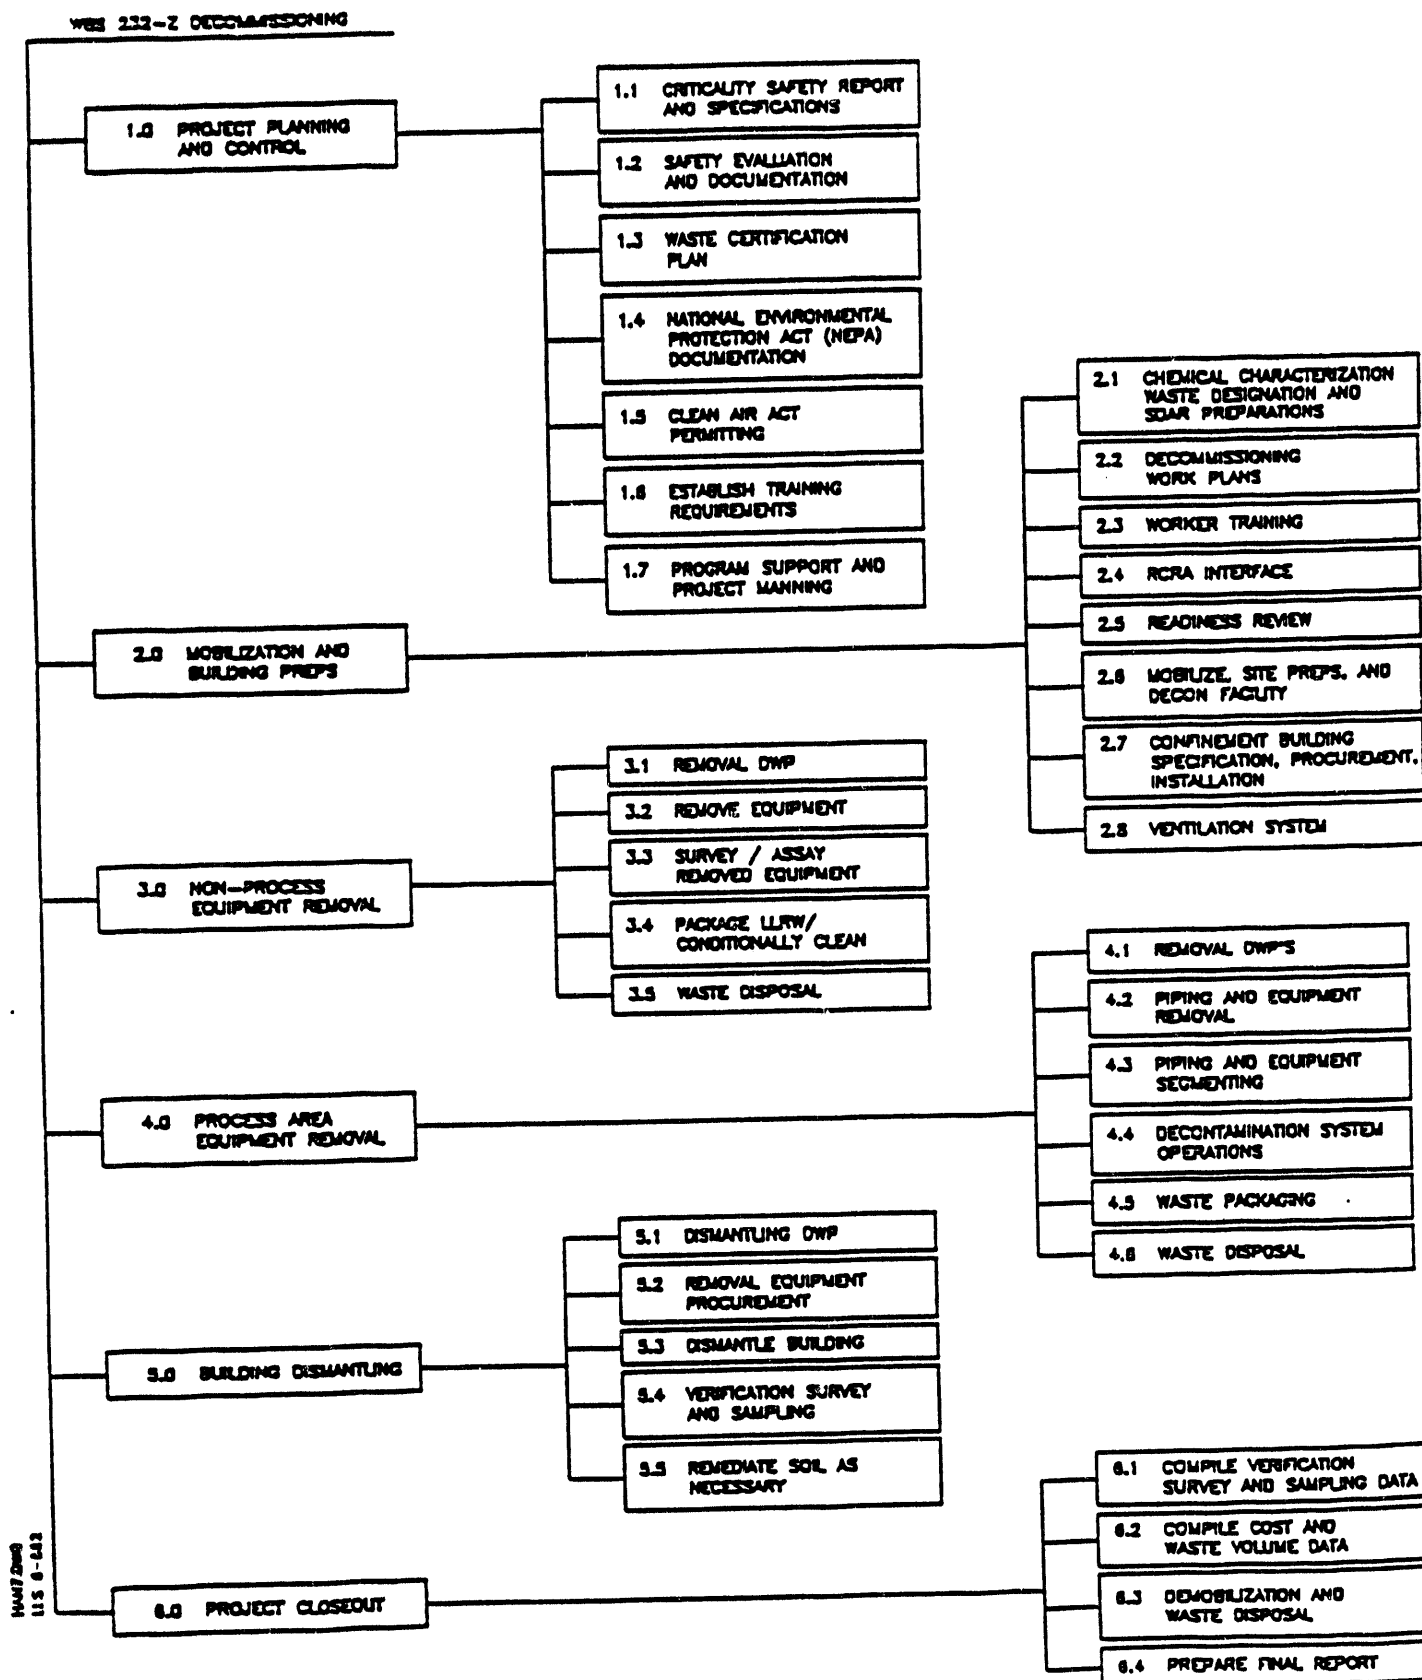 WBS 232-Z DECOMMISSIONING
1.0 PROJECT PLANNING
AND CONTROL
1.1 CRITICALITY SAFETY REPORT
AND SPECIFICATIONS
1.2 SAFETY EVALUATION
AND DOCUMENTATION
1.3 WASTE CERTIFICATION
PLAN
1.4 NATIONAL ENVIRONMENTAL
PROTECTION ACT (NEPA)
DOCUMENTATION
1.5 CLEAN AIR ACT
PERMITTING
1.6 ESTABLISH TRAINING
REQUIREMENTS
1.7 PROGRAM SUPPORT AND
PROJECT MANNING
2.0 MOBILIZATION AND
BUILDING PREPS
2.1 CHEMICAL CHARACTERIZATION
WASTE DESIGNATION AND
SDAR PREPARATIONS
2.2 DECOMMISSIONING
WORK PLANS
2.3 WORKER TRAINING
2.4 RCRA INTERFACE
2.5 READINESS REVIEW
2.6 MOBILIZE, SITE PREPS, AND
DECON FACILITY
2.7 CONFINEMENT BUILDING
SPECIFICATION, PROCUREMENT,
INSTALLATION
2.8 VENTILATION SYSTEM
3.0 NON-PROCESS
EQUIPMENT REMOVAL
3.1 REMOVAL DWP
3.2 REMOVE EQUIPMENT
3.3 SURVEY / ASSAY
REMOVED EQUIPMENT
3.4 PACKAGE LLRW/
CONDITIONALLY CLEAN
3.5 WASTE DISPOSAL
4.0 PROCESS AREA
EQUIPMENT REMOVAL
4.1 REMOVAL DWP'S
4.2 PIPING AND EQUIPMENT
REMOVAL
4.3 PIPING AND EQUIPMENT
SEGMENTING
4.4 DECONTAMINATION SYSTEM
OPERATIONS
4.5 WASTE PACKAGING
4.6 WASTE DISPOSAL
5.0 BUILDING DISMANTLING
5.1 DISMANTLING DWP
5.2 REMOVAL EQUIPMENT
PROCUREMENT
5.3 DISMANTLE BUILDING
5.4 VERIFICATION SURVEY
AND SAMPLING
5.5 REMEDIATE SOIL AS
NECESSARY
6.0 PROJECT CLOSEOUT
6.1 COMPILE VERIFICATION
SURVEY AND SAMPLING DATA
6.2 COMPILE COST AND
WASTE VOLUME DATA
6.3 DEMOBILIZATION AND
WASTE DISPOSAL
6.4 PREPARE FINAL REPORT